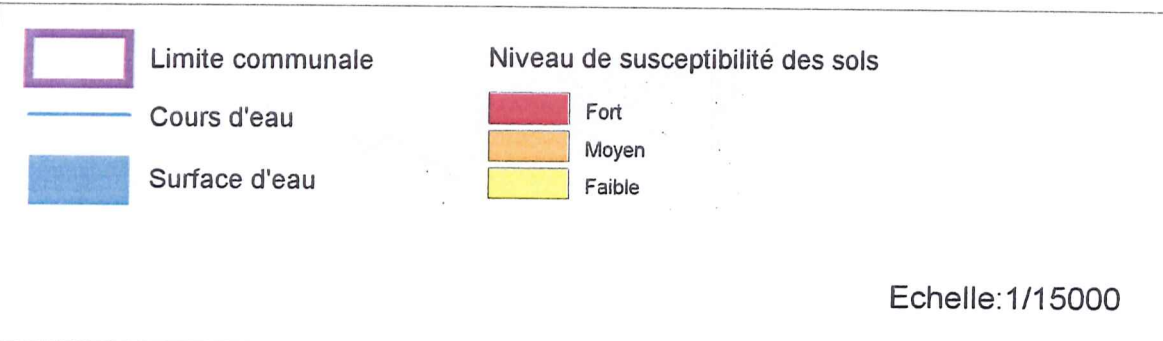 Limite communale
Cours d'eau
Surface d'eau
Niveau de susceptibilité des sols
Fort
Moyen
Faible
Echelle:1/15000